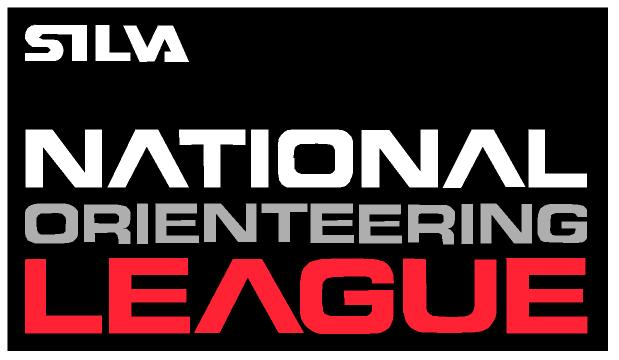 SILVA
NATIONAL
ORIENTEERING
LEAGUE